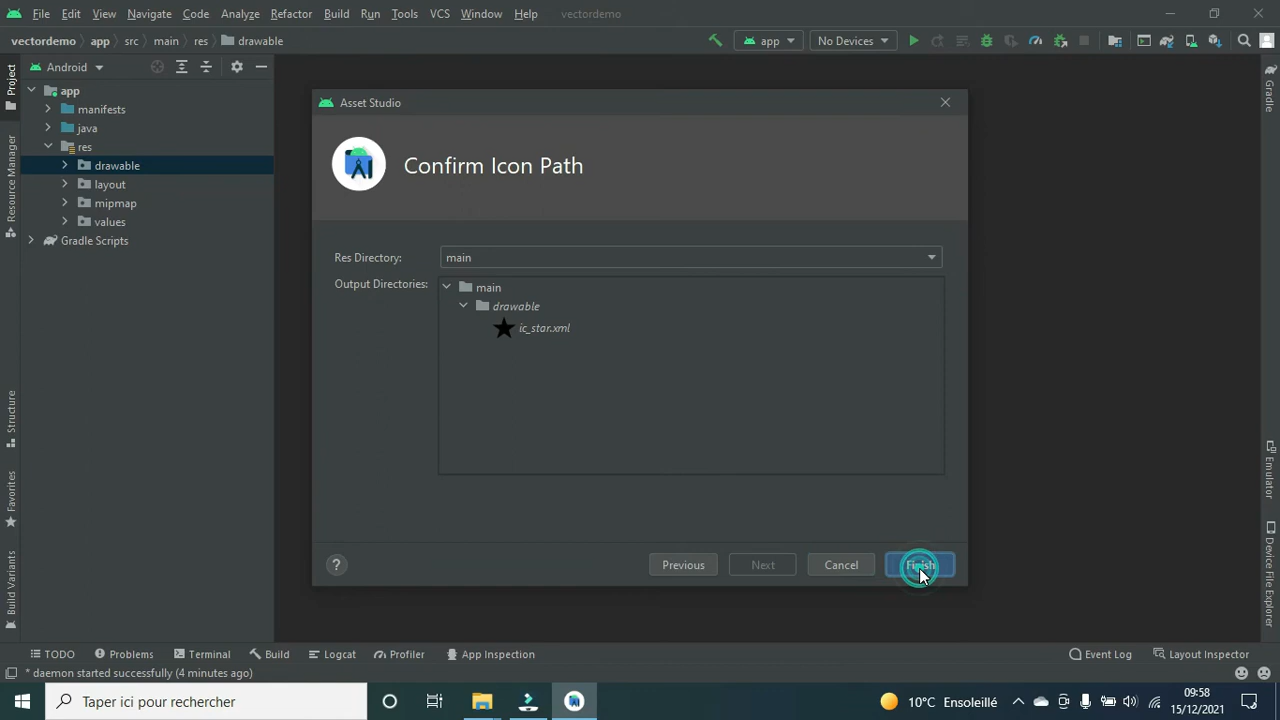 File Edit View Navigate Code Analyze Refactor Build Run Tools VCS Window Help vectordemo
vectordemo app src main res drawable app No Devices
Android
app
manifests
java
res
drawable
layout
mipmap
values
Gradle Scripts
Project
Resource Manager
Structure
Favorites
Build Variants
Asset Studio
Confirm Icon Path
Res Directory: main
Output Directories: main
drawable
ic_star.xml
? Previous Next Cancel Finish
Gradle
Emulator
Device File Explorer
TODO Problems Terminal Build Logcat Profiler App Inspection Event Log Layout Inspector
* daemon started successfully (4 minutes ago)
Taper ici pour rechercher 10°C Ensoleillé 09:58
15/12/2021